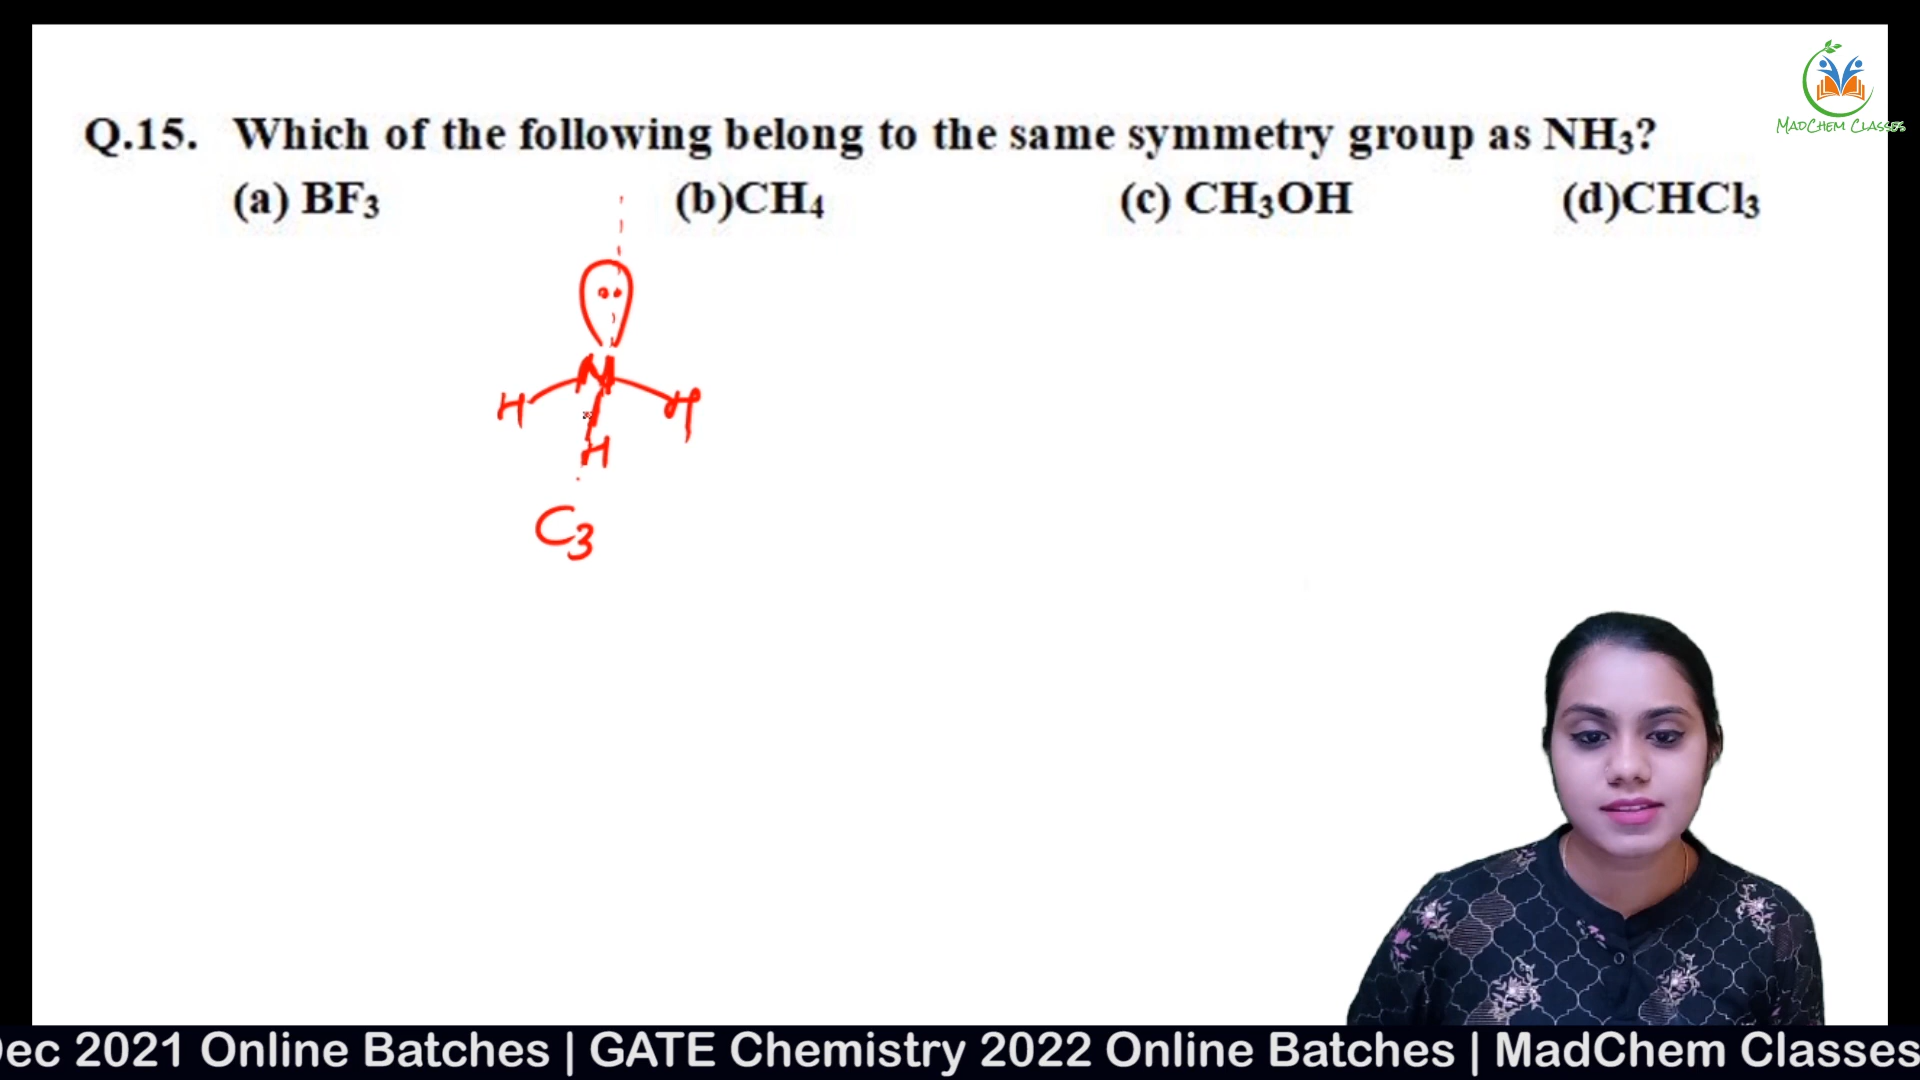 MADCHEM CLASSES
Q.15. Which of the following belong to the same symmetry group as NH₃?
(a) BF₃ (b)CH₄ (c) CH₃OH (d)CHCl₃
N
H H
H
C₃
Dec 2021 Online Batches | GATE Chemistry 2022 Online Batches | MadChem Classes